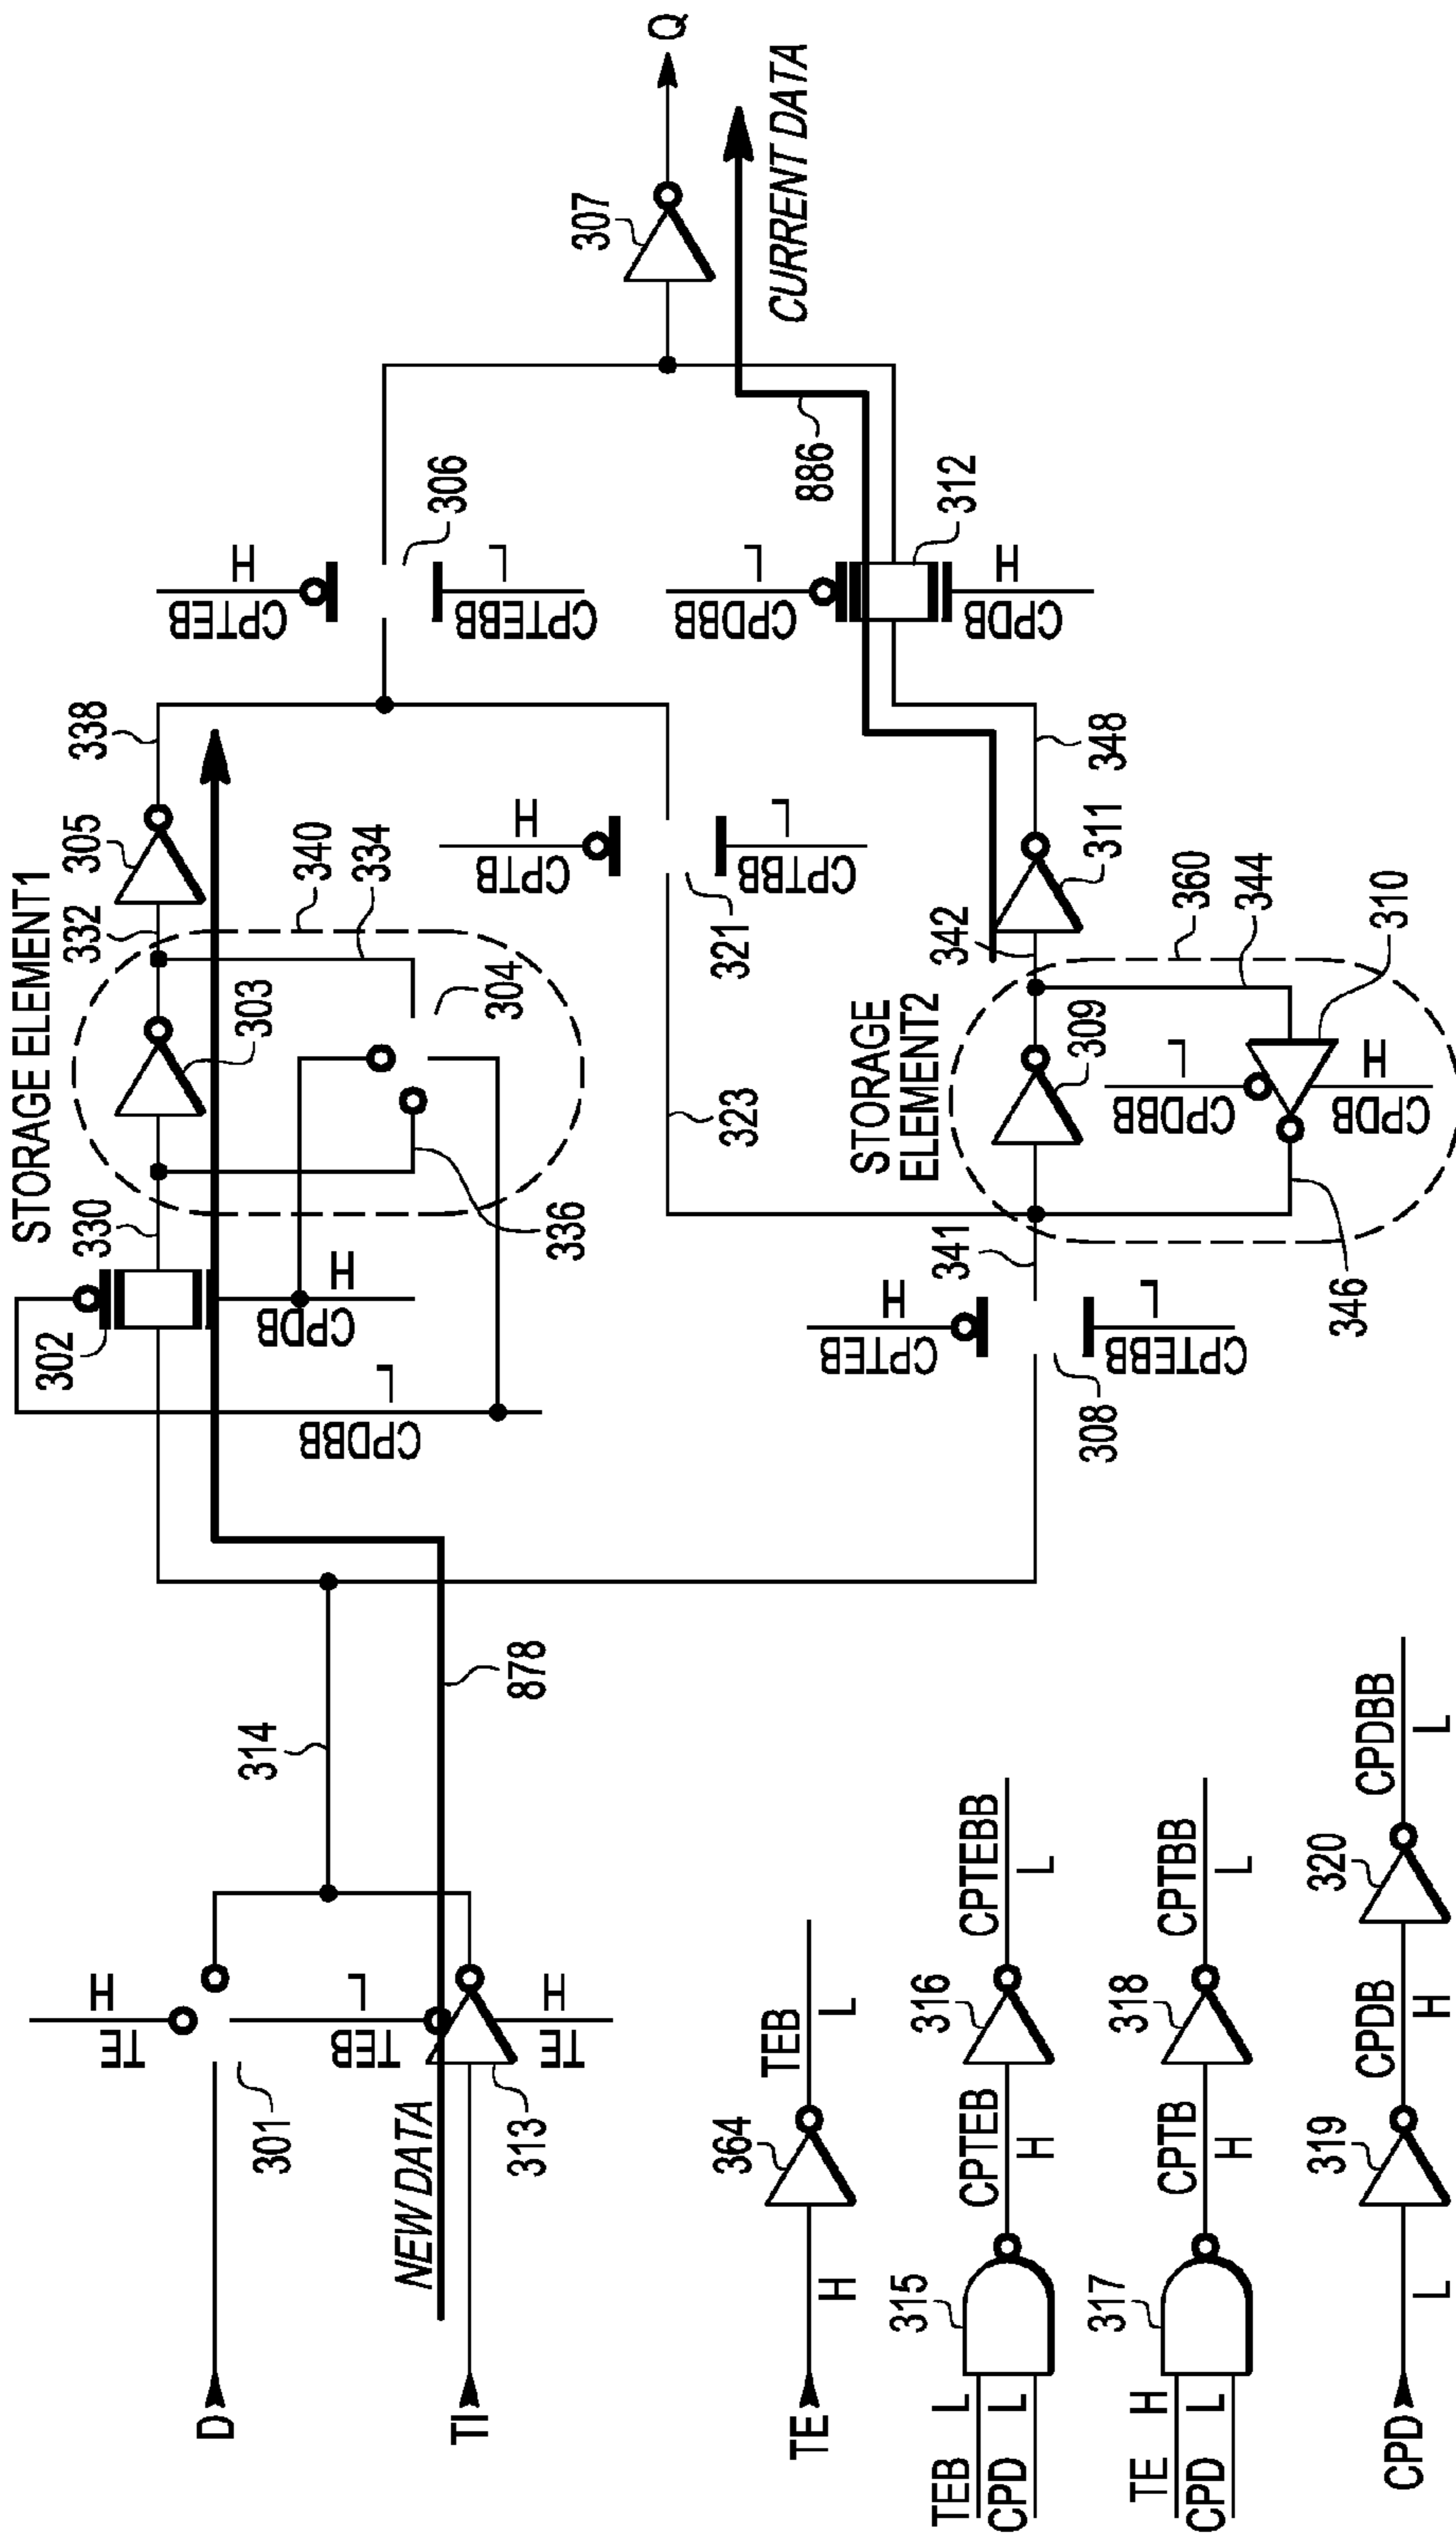 D
TI
NEW DATA
TE
H
301
TEB
L
TE
H
313
314
878
302
CPDBB
L
CPDB
H
STORAGE ELEMENT1
330
303
332
305
338
340
334
304
336
CPTEB
H
306
CPTEBB
L
CPTB
H
321
CPTBB
L
323
307
Q
CURRENT DATA
886
CPDBB
L
312
CPDB
H
CPTEB
H
308
CPTEBB
L
341
STORAGE
ELEMENT2
309
342
311
348
360
344
310
CPDBB
L
CPDB
H
346
TE
H
364
TEB
L
TEB L
CPD L
315
CPTEB
H
316
CPTEBB
L
TE H
CPD L
317
CPTB
H
318
CPTBB
L
CPD
L
319
CPDB
H
320
CPDBB
L